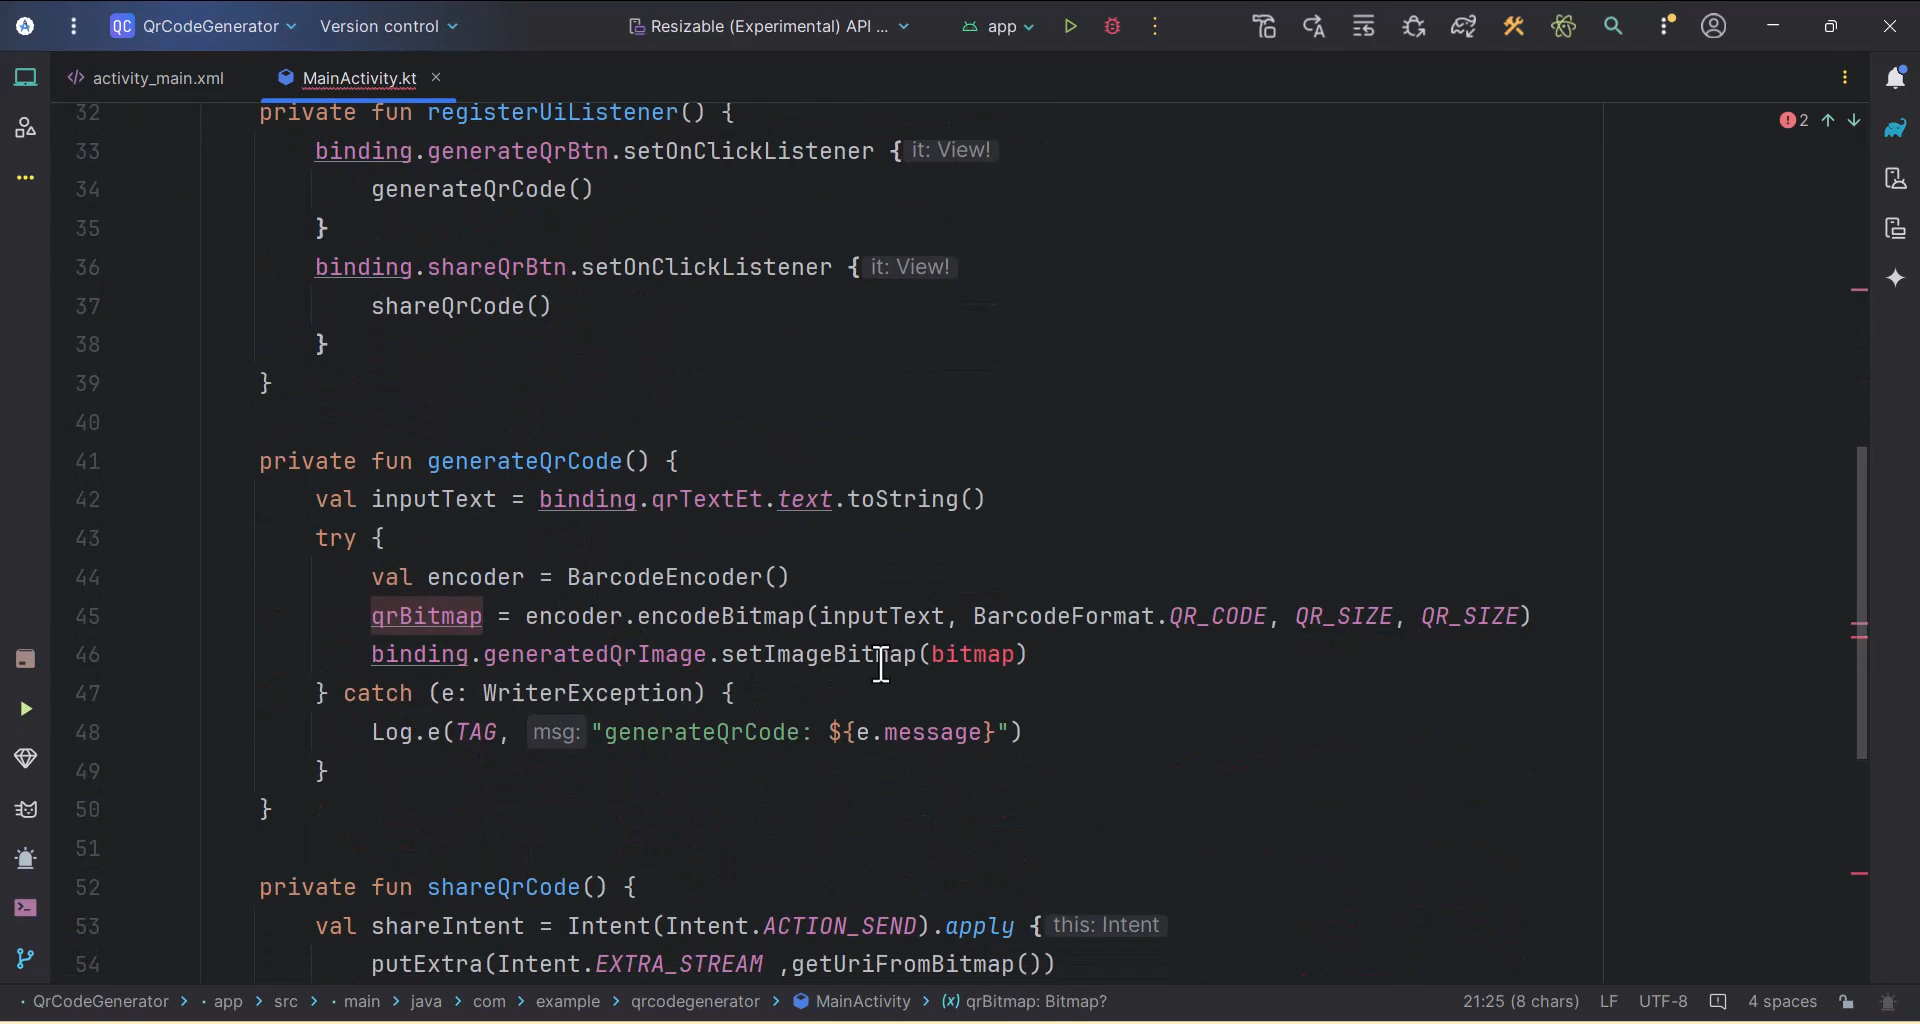 QC QrCodeGenerator Version control Resizable (Experimental) API ... app
activity_main.xml MainActivity.kt
32 private fun registerUiListener() {
2
33 binding.generateQrBtn.setOnClickListener { it: View!
34 generateQrCode()
35 }
36 binding.shareQrBtn.setOnClickListener { it: View!
37 shareQrCode()
38 }
39 }
40
41 private fun generateQrCode() {
42 val inputText = binding.qrTextEt.text.toString()
43 try {
44 val encoder = BarcodeEncoder()
45 qrBitmap = encoder.encodeBitmap(inputText, BarcodeFormat.QR_CODE, QR_SIZE, QR_SIZE)
46 binding.generatedQrImage.setImageBitmap(bitmap)
47 } catch (e: WriterException) {
48 Log.e(TAG, msg: "generateQrCode: ${e.message}")
49 }
50 }
51
52 private fun shareQrCode() {
53 val shareIntent = Intent(Intent.ACTION_SEND).apply { this: Intent
54 putExtra(Intent.EXTRA_STREAM ,getUriFromBitmap())
QrCodeGenerator > app > src > main > java > com > example > qrcodegenerator > MainActivity > (x) qrBitmap: Bitmap? 21:25 (8 chars) LF UTF-8 4 spaces